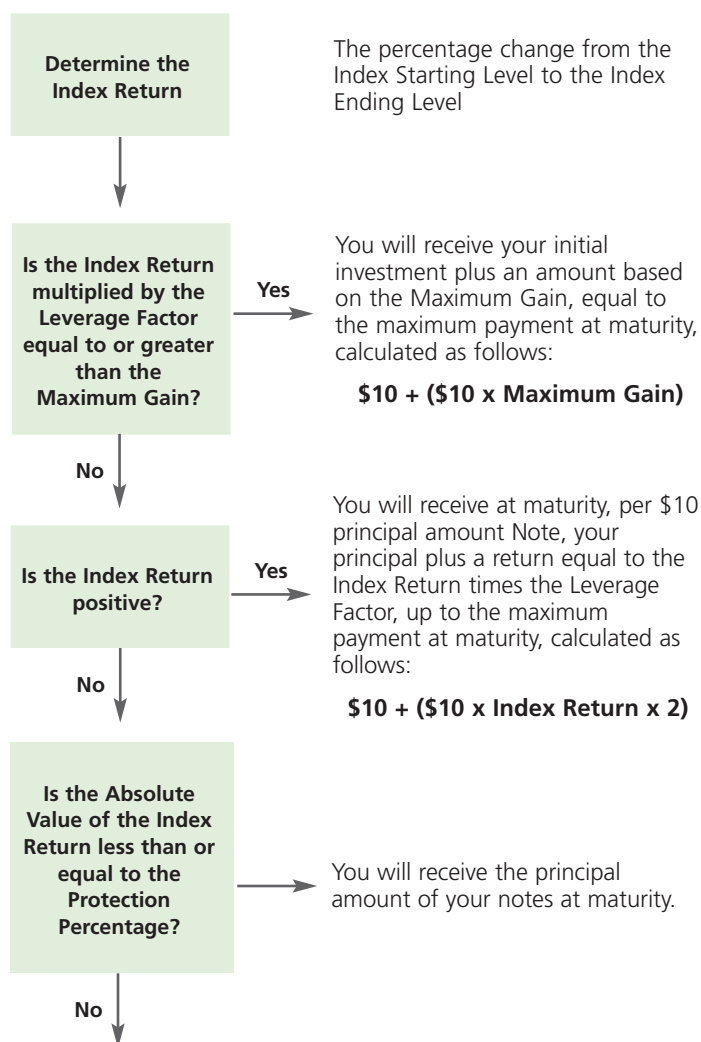 Determine the
Index Return
The percentage change from the
Index Starting Level to the Index
Ending Level
Is the Index Return
multiplied by the
Leverage Factor
equal to or greater
than the
Maximum Gain?
Yes
You will receive your initial
investment plus an amount based
on the Maximum Gain, equal to
the maximum payment at maturity,
calculated as follows:
$10 + ($10 x Maximum Gain)
No
Is the Index Return
positive?
Yes
You will receive at maturity, per $10
principal amount Note, your
principal plus a return equal to the
Index Return times the Leverage
Factor, up to the maximum
payment at maturity, calculated as
follows:
$10 + ($10 x Index Return x 2)
No
Is the Absolute
Value of the Index
Return less than or
equal to the
Protection
Percentage?
You will receive the principal
amount of your notes at maturity.
No